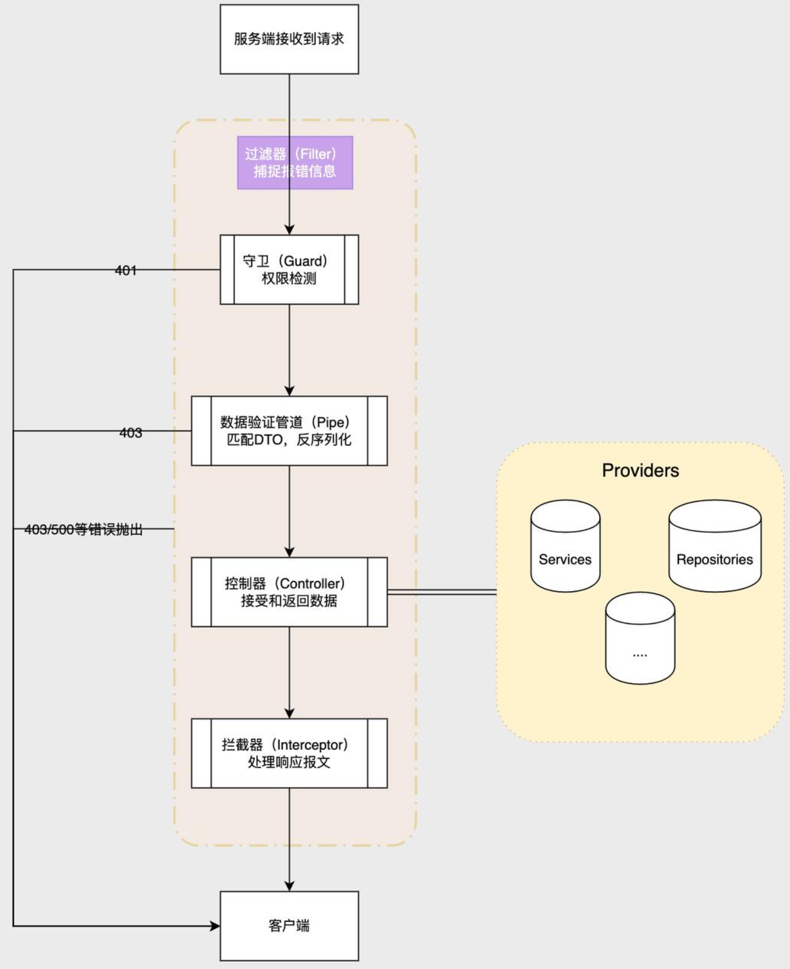 服务端接收到请求
过滤器（Filter）
捕捉报错信息
守卫（Guard）
权限检测
401
数据验证管道（Pipe）
匹配DTO，反序列化
403
Providers
Services
Repositories
....
403/500等错误抛出
控制器（Controller）
接受和返回数据
拦截器（Interceptor）
处理响应报文
客户端